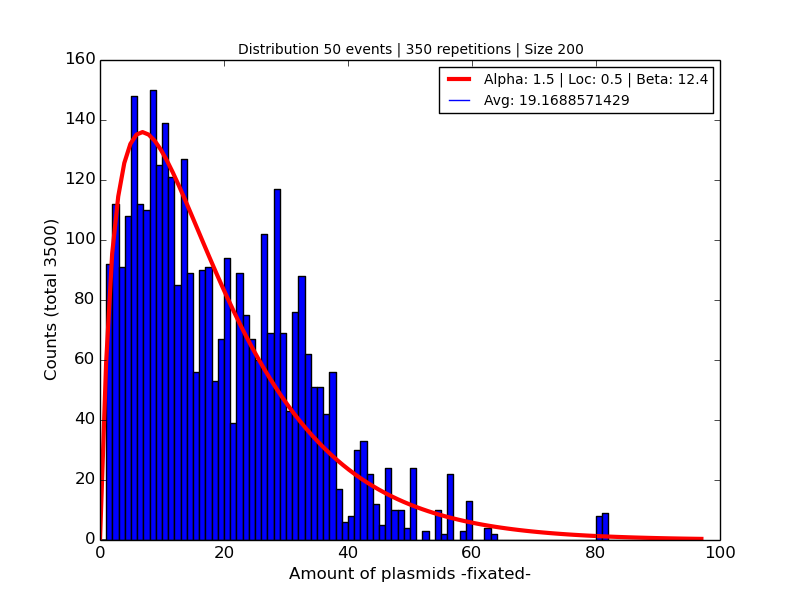 Distribution 50 events | 350 repetitions | Size 200
Alpha: 1.5 | Loc: 0.5 | Beta: 12.4
Avg: 19.1688571429
160
140
120
100
80
60
40
20
0
Counts (total 3500)
0 20 40 60 80 100
Amount of plasmids -fixated-